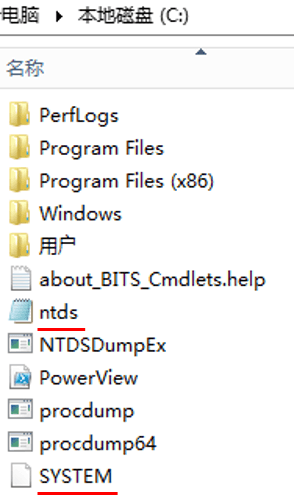 电脑 ▸ 本地磁盘 (C:)
名称
PerfLogs
Program Files
Program Files (x86)
Windows
用户
about_BITS_Cmdlets.help
ntds
NTDSDumpEx
PowerView
procdump
procdump64
SYSTEM